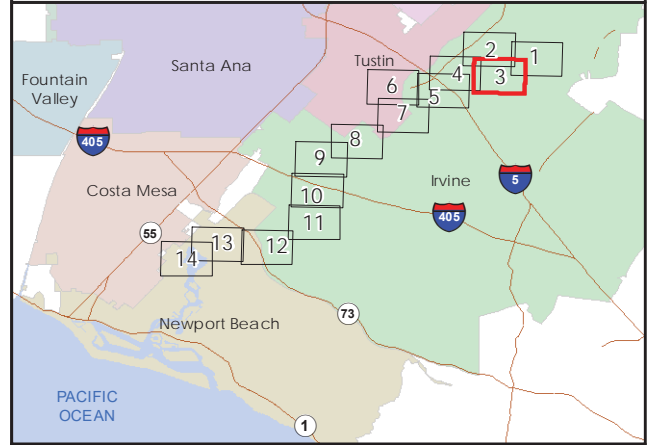 Santa Ana
Tustin
2
1
Fountain
Valley
6
4
3
5
7
405
8
9
Costa Mesa
Irvine
5
10
405
11
55
13
12
14
73
Newport Beach
PACIFIC
OCEAN
1